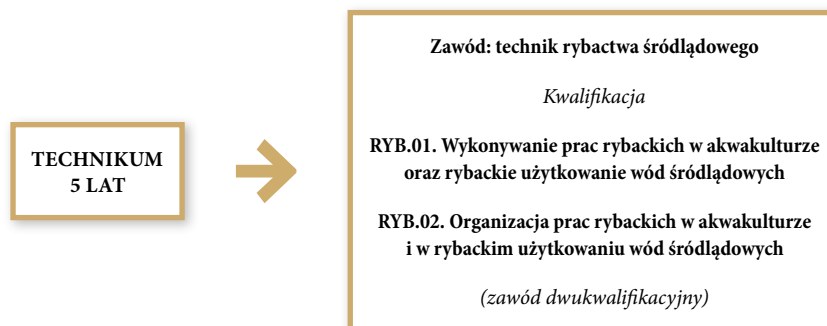 TECHNIKUM
5 LAT
Zawód: technik rybactwa śródlądowego
Kwalifikacja
RYB.01. Wykonywanie prac rybackich w akwakulturze
oraz rybackie użytkowanie wód śródlądowych
RYB.02. Organizacja prac rybackich w akwakulturze
i w rybackim użytkowaniu wód śródlądowych
(zawód dwukwalifikacyjny)